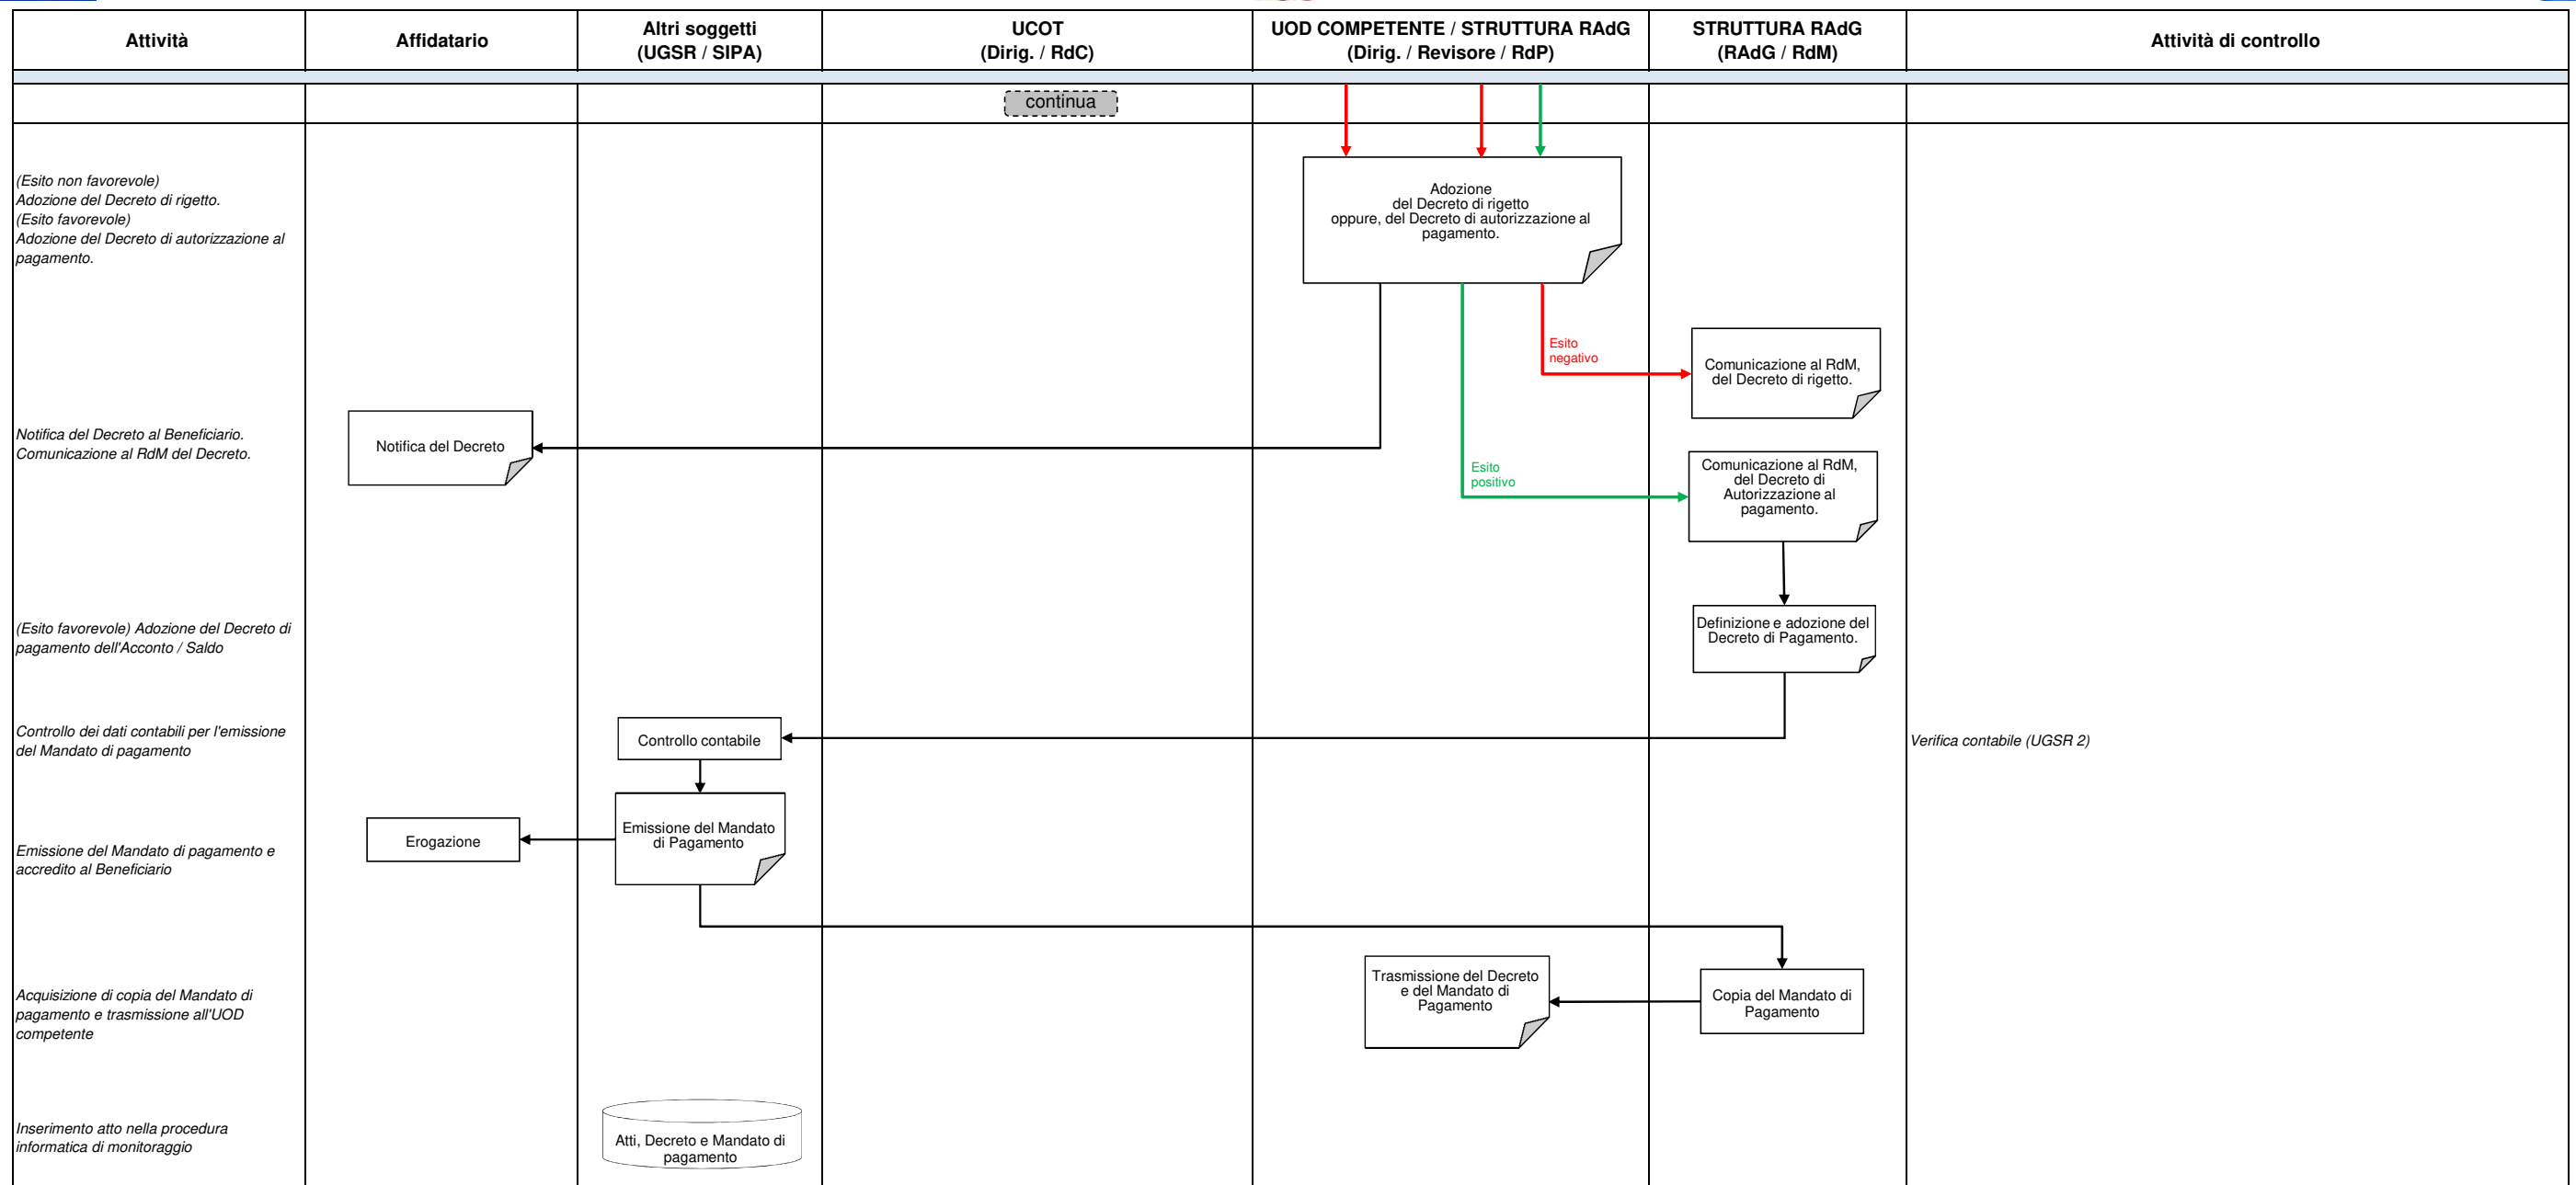 Attività
Affidatario
Altri soggetti
(UGSR / SIPA)
UCOT
(Dirig. / RdC)
UOD COMPETENTE / STRUTTURA RAdG
(Dirig. / Revisore / RdP)
STRUTTURA RAdG
(RAdG / RdM)
Attività di controllo
continua
(Esito non favorevole)
Adozione del Decreto di rigetto.
(Esito favorevole)
Adozione del Decreto di autorizzazione al
pagamento.
Adozione
del Decreto di rigetto
oppure, del Decreto di autorizzazione al
pagamento.
Esito
negativo
Comunicazione al RdM,
del Decreto di rigetto.
Notifica del Decreto al Beneficiario.
Comunicazione al RdM del Decreto.
Notifica del Decreto
Esito
positivo
Comunicazione al RdM,
del Decreto di
Autorizzazione al
pagamento.
(Esito favorevole) Adozione del Decreto di
pagamento dell'Acconto / Saldo
Definizione e adozione del
Decreto di Pagamento.
Controllo dei dati contabili per l'emissione
del Mandato di pagamento
Controllo contabile
Verifica contabile (UGSR 2)
Emissione del Mandato di pagamento e
accredito al Beneficiario
Erogazione
Emissione del Mandato
di Pagamento
Acquisizione di copia del Mandato di
pagamento e trasmissione all'UOD
competente
Trasmissione del Decreto
e del Mandato di
Pagamento
Copia del Mandato di
Pagamento
Inserimento atto nella procedura
informatica di monitoraggio
Atti, Decreto e Mandato di
pagamento